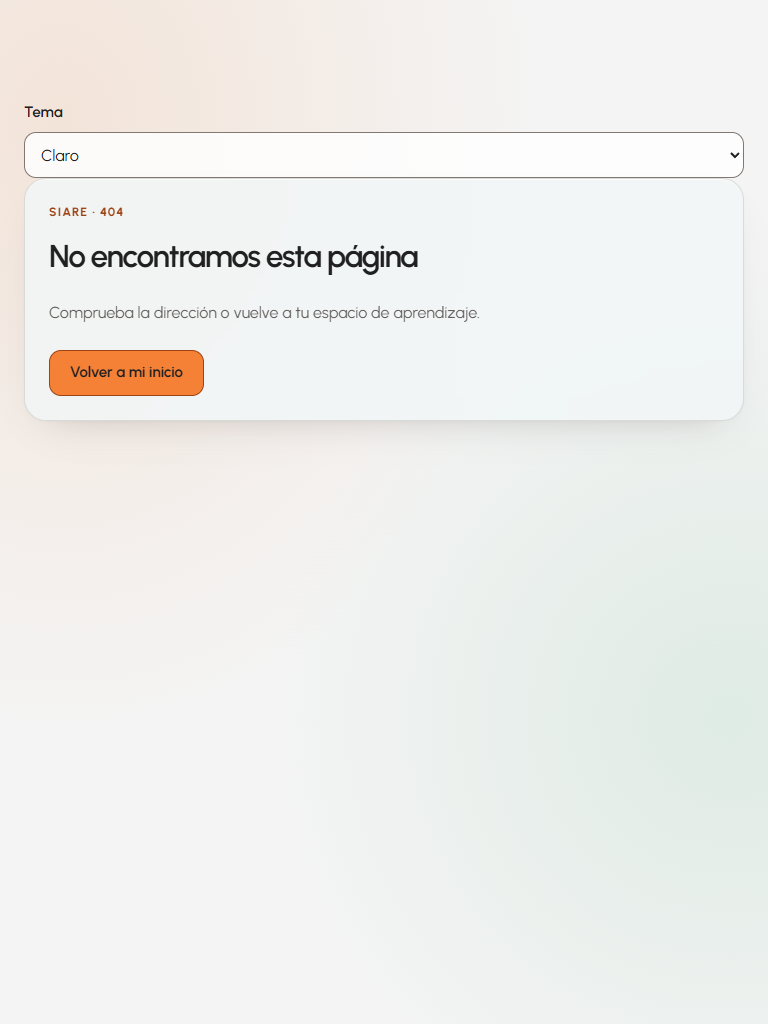 Tema
Claro
SIARE · 404
No encontramos esta página
Comprueba la dirección o vuelve a tu espacio de aprendizaje.
Volver a mi inicio